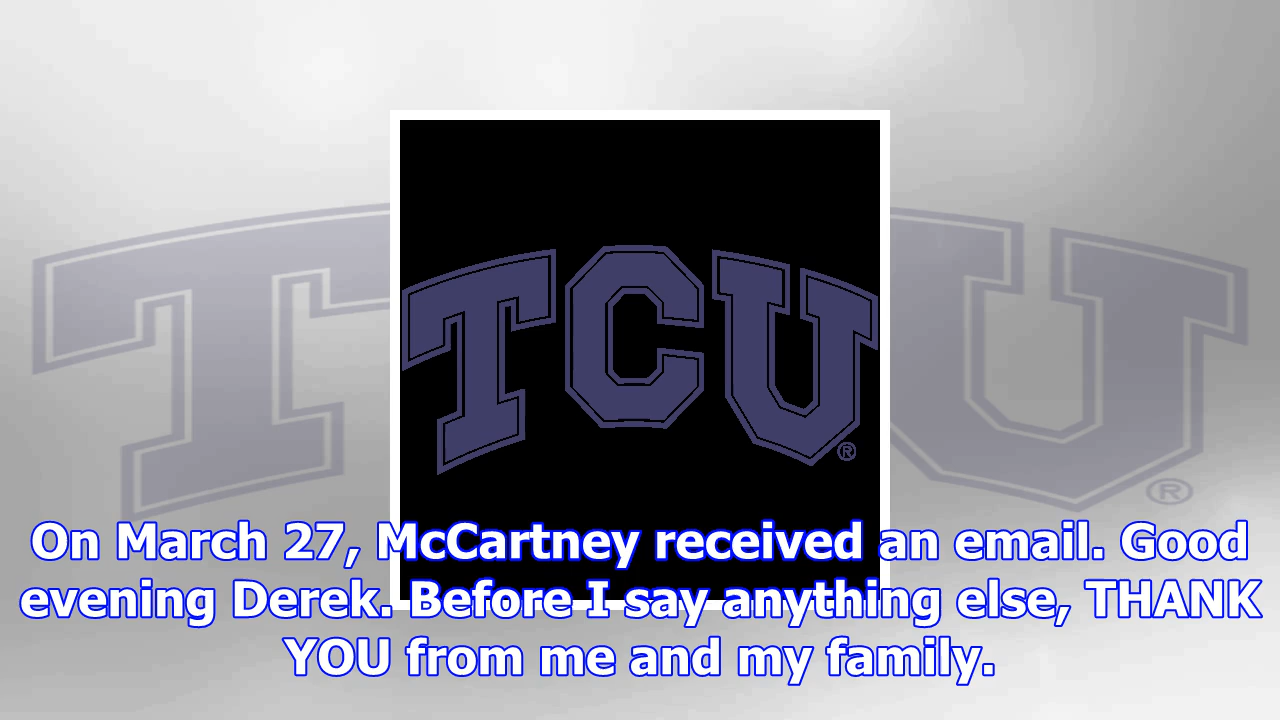 TCU®
On March 27, McCartney received an email. Good
evening Derek. Before I say anything else, THANK
YOU from me and my family.